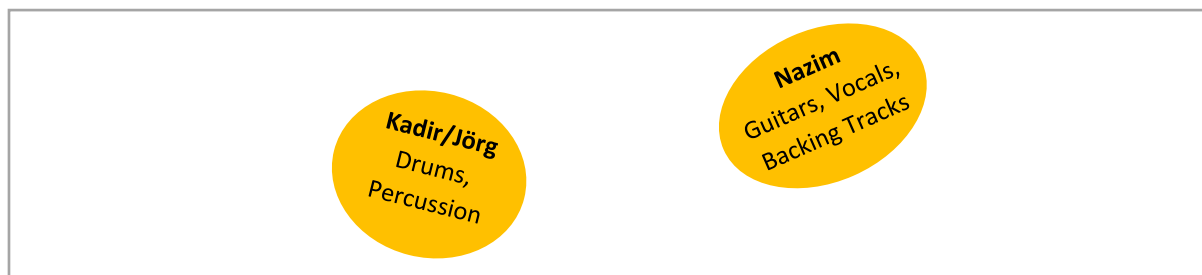 Kadir/Jörg
Drums,
Percussion
Nazim
Guitars, Vocals,
Backing Tracks